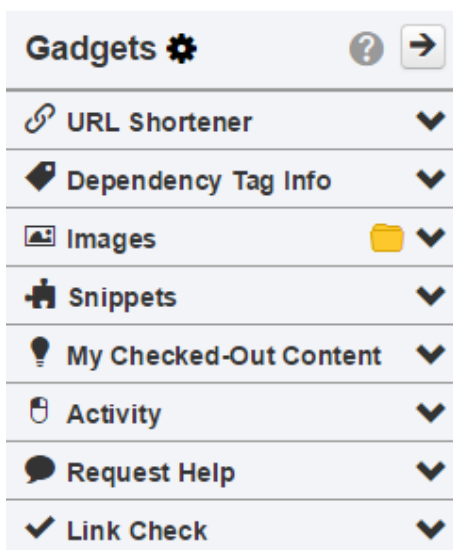 Gadgets
URL Shortener
Dependency Tag Info
Images
Snippets
My Checked-Out Content
Activity
Request Help
Link Check